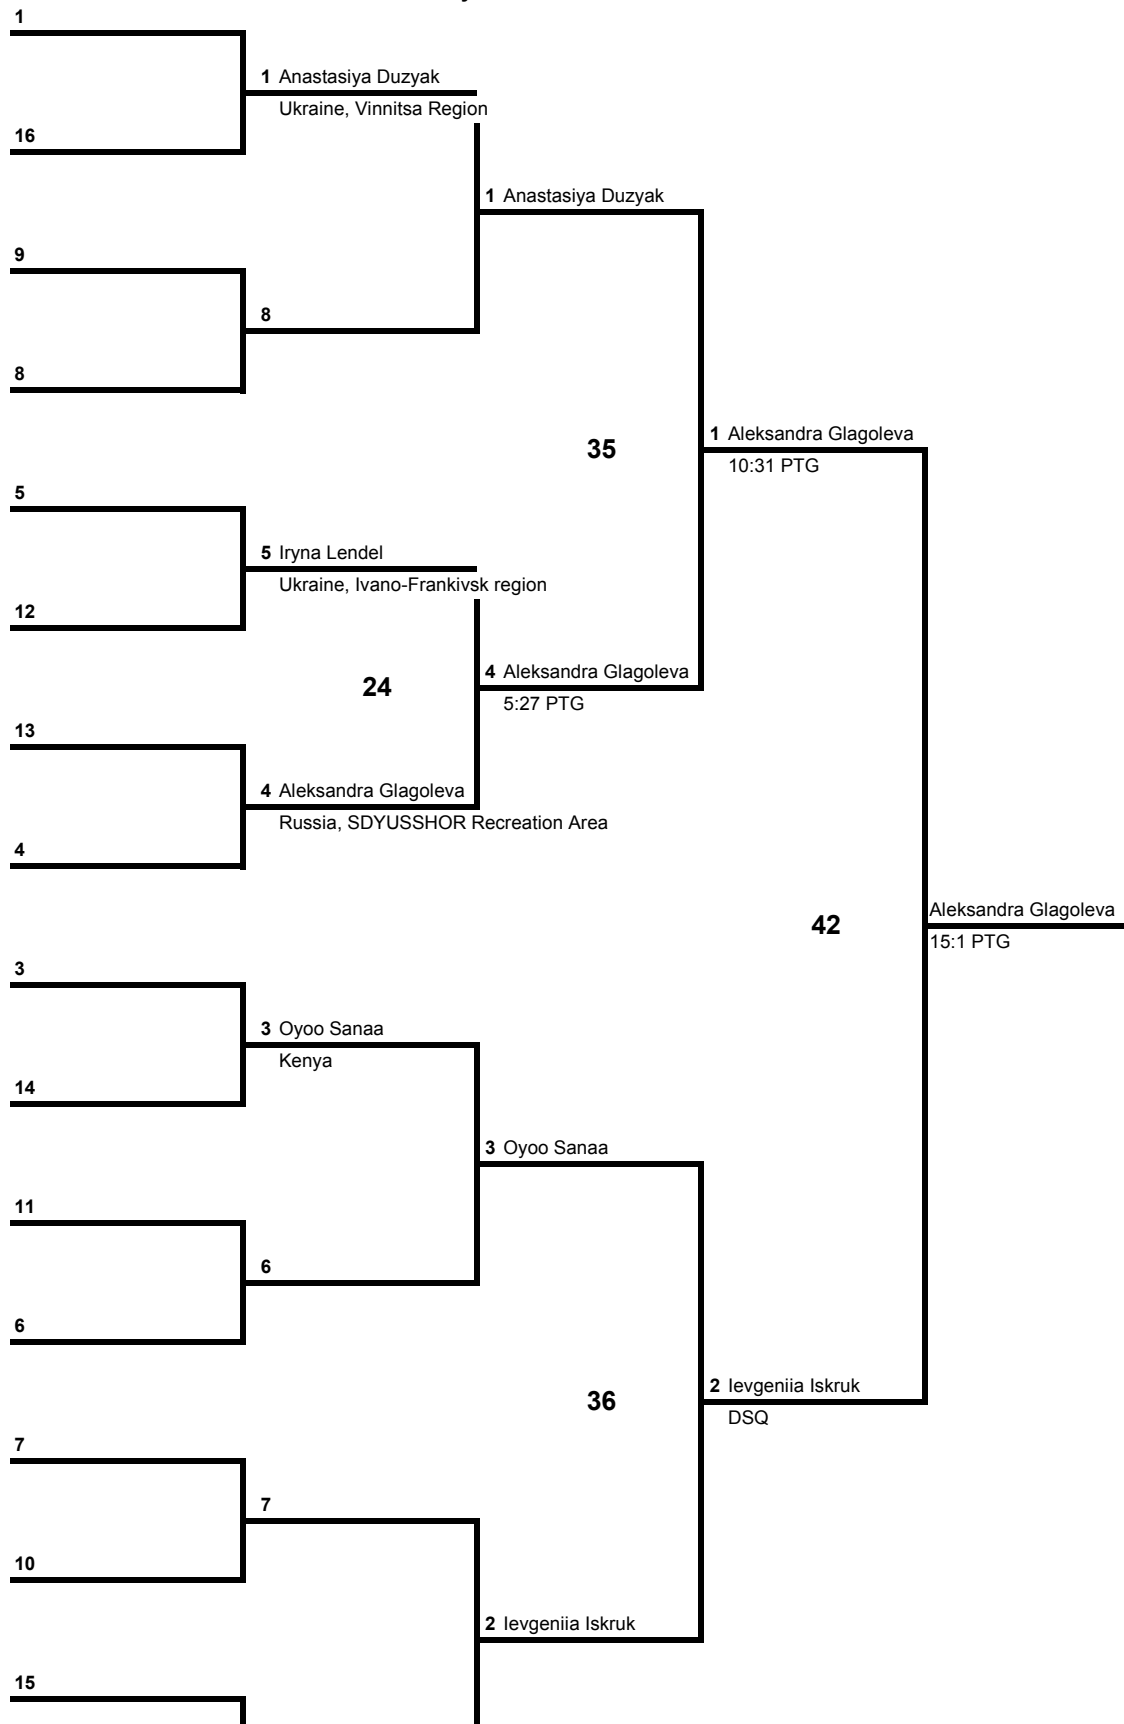 1
1 Anastasiya Duzyak
Ukraine, Vinnitsa Region
16
1 Anastasiya Duzyak
9
8
8
35
1 Aleksandra Glagoleva
10:31 PTG
5
5 Iryna Lendel
Ukraine, Ivano-Frankivsk region
12
24
4 Aleksandra Glagoleva
5:27 PTG
13
4 Aleksandra Glagoleva
Russia, SDYUSSHOR Recreation Area
4
42
Aleksandra Glagoleva
15:1 PTG
3
3 Oyoo Sanaa
Kenya
14
3 Oyoo Sanaa
11
6
6
36
2 Ievgeniia Iskruk
DSQ
7
7
10
2 Ievgeniia Iskruk
15